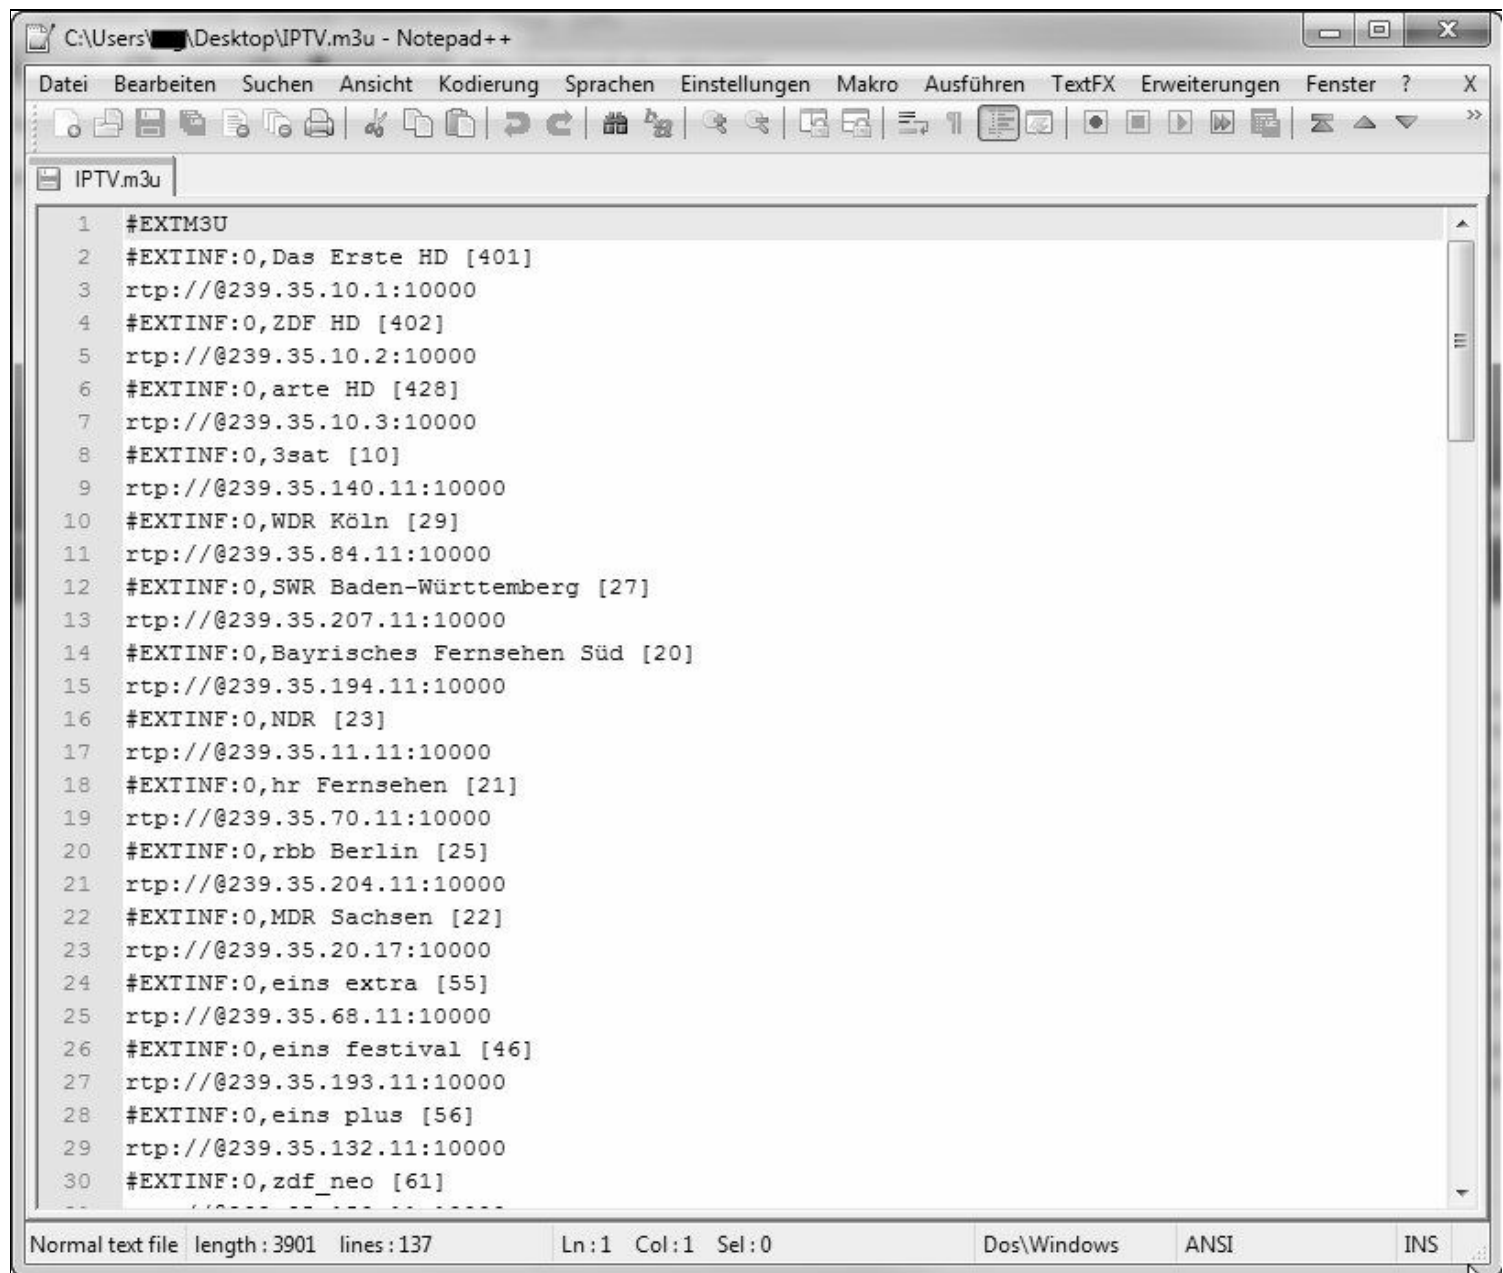 C:\Users\ \Desktop\IPTV.m3u - Notepad++
Datei Bearbeiten Suchen Ansicht Kodierung Sprachen Einstellungen Makro Ausführen TextFX Erweiterungen Fenster ? X
IPTV.m3u
1 #EXTM3U
2 #EXTINF:0,Das Erste HD [401]
3 rtp://@239.35.10.1:10000
4 #EXTINF:0,ZDF HD [402]
5 rtp://@239.35.10.2:10000
6 #EXTINF:0,arte HD [428]
7 rtp://@239.35.10.3:10000
8 #EXTINF:0,3sat [10]
9 rtp://@239.35.140.11:10000
10 #EXTINF:0,WDR Köln [29]
11 rtp://@239.35.84.11:10000
12 #EXTINF:0,SWR Baden-Württemberg [27]
13 rtp://@239.35.207.11:10000
14 #EXTINF:0,Bayrisches Fernsehen Süd [20]
15 rtp://@239.35.194.11:10000
16 #EXTINF:0,NDR [23]
17 rtp://@239.35.11.11:10000
18 #EXTINF:0,hr Fernsehen [21]
19 rtp://@239.35.70.11:10000
20 #EXTINF:0,rbb Berlin [25]
21 rtp://@239.35.204.11:10000
22 #EXTINF:0,MDR Sachsen [22]
23 rtp://@239.35.20.17:10000
24 #EXTINF:0,eins extra [55]
25 rtp://@239.35.68.11:10000
26 #EXTINF:0,eins festival [46]
27 rtp://@239.35.193.11:10000
28 #EXTINF:0,eins plus [56]
29 rtp://@239.35.132.11:10000
30 #EXTINF:0,zdf_neo [61]
Normal text file length : 3901 lines : 137 Ln : 1 Col : 1 Sel : 0 Dos\Windows ANSI INS